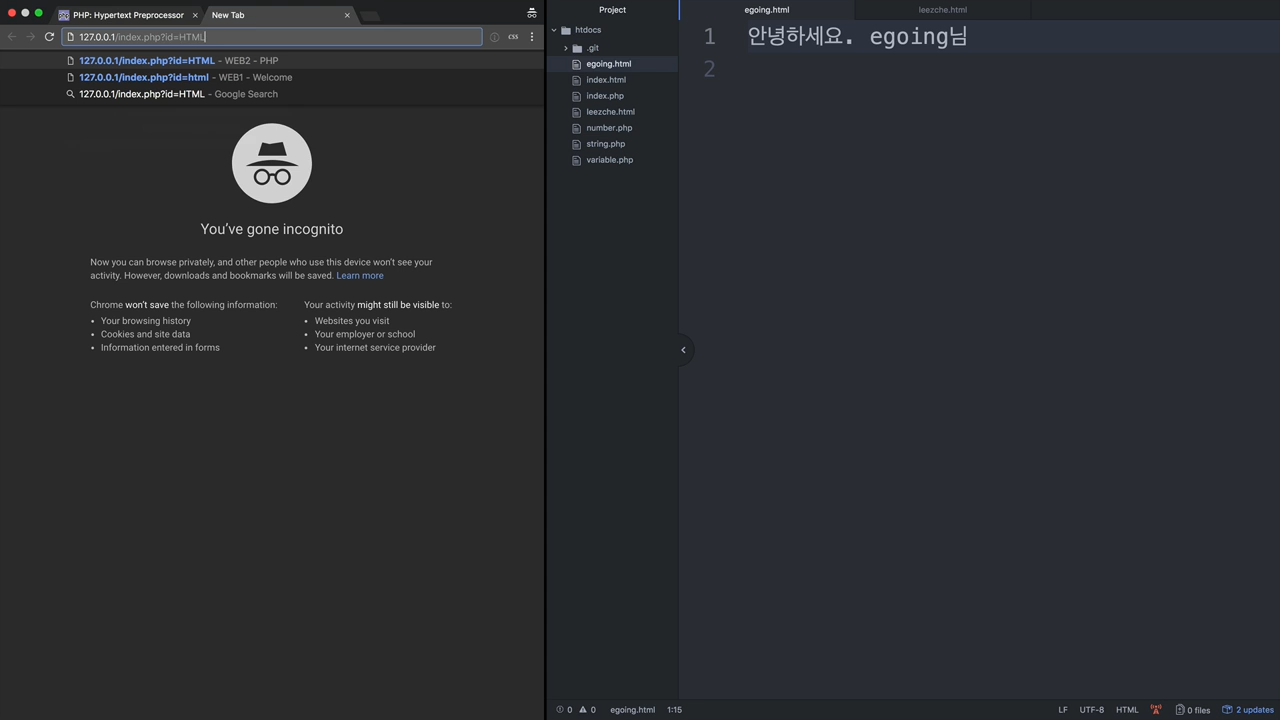 PHP: Hypertext Preprocessor
New Tab
127.0.0.1/index.php?id=HTML
css
127.0.0.1/index.php?id=HTML - WEB2 - PHP
127.0.0.1/index.php?id=html - WEB1 - Welcome
127.0.0.1/index.php?id=HTML - Google Search
You've gone incognito
Now you can browse privately, and other people who use this device won't see your
activity. However, downloads and bookmarks will be saved. Learn more
Chrome won't save the following information:
Your browsing history
Cookies and site data
Information entered in forms
Your activity might still be visible to:
Websites you visit
Your employer or school
Your internet service provider
Project
htdocs
.git
egoing.html
index.html
index.php
leezche.html
number.php
string.php
variable.php
egoing.html
leezche.html
1 안녕하세요. egoing님
2
0 0 egoing.html 1:15
LF UTF-8 HTML 0 files 2 updates